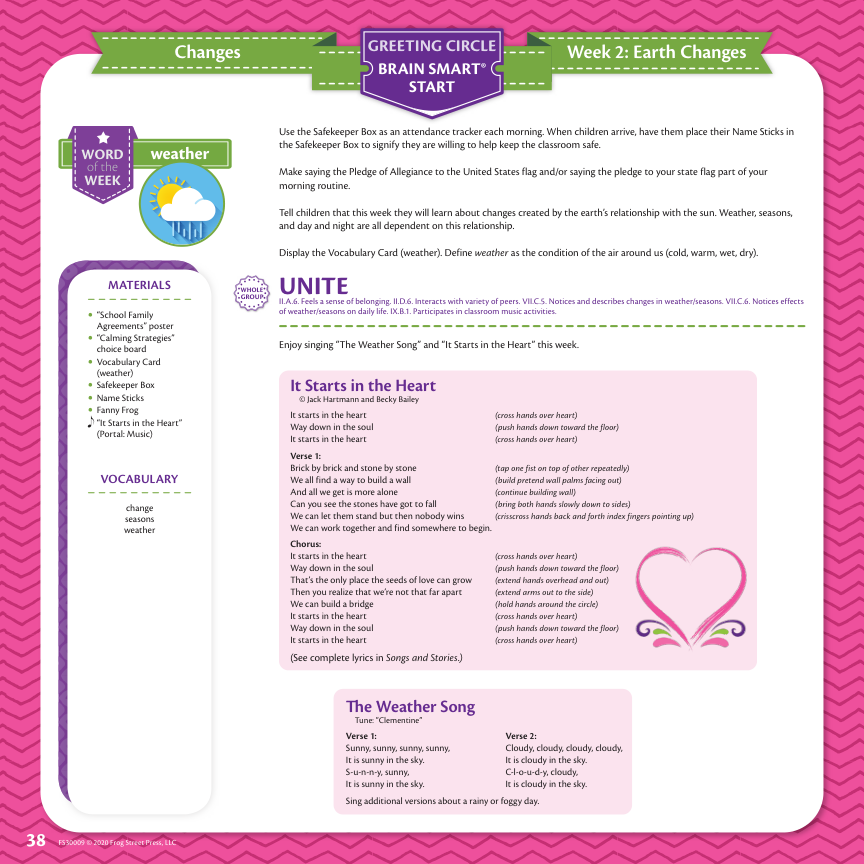 Changes
GREETING CIRCLE
BRAIN SMART®
START
Week 2: Earth Changes
WORD
of the
WEEK
weather
Use the Safekeeper Box as an attendance tracker each morning. When children arrive, have them place their Name Sticks in
the Safekeeper Box to signify they are willing to help keep the classroom safe.
Make saying the Pledge of Allegiance to the United States flag and/or saying the pledge to your state flag part of your
morning routine.
Tell children that this week they will learn about changes created by the earth's relationship with the sun. Weather, seasons,
and day and night are all dependent on this relationship.
Display the Vocabulary Card (weather). Define weather as the condition of the air around us (cold, warm, wet, dry).
MATERIALS
• "School Family
Agreements" poster
• "Calming Strategies"
choice board
• Vocabulary Card
(weather)
• Safekeeper Box
• Name Sticks
• Fanny Frog
♪ "It Starts in the Heart"
(Portal: Music)
VOCABULARY
change
seasons
weather
WHOLE
GROUP
UNITE
II.A.6. Feels a sense of belonging. II.D.6. Interacts with variety of peers. VII.C.5. Notices and describes changes in weather/seasons. VII.C.6. Notices effects
of weather/seasons on daily life. IX.B.1. Participates in classroom music activities.
Enjoy singing "The Weather Song" and "It Starts in the Heart" this week.
It Starts in the Heart
© Jack Hartmann and Becky Bailey
It starts in the heart (cross hands over heart)
Way down in the soul (push hands down toward the floor)
It starts in the heart (cross hands over heart)
Verse 1:
Brick by brick and stone by stone (tap one fist on top of other repeatedly)
We all find a way to build a wall (build pretend wall palms facing out)
And all we get is more alone (continue building wall)
Can you see the stones have got to fall (bring both hands slowly down to sides)
We can let them stand but then nobody wins (crisscross hands back and forth index fingers pointing up)
We can work together and find somewhere to begin.
Chorus:
It starts in the heart (cross hands over heart)
Way down in the soul (push hands down toward the floor)
That's the only place the seeds of love can grow (extend hands overhead and out)
Then you realize that we're not that far apart (extend arms out to the side)
We can build a bridge (hold hands around the circle)
It starts in the heart (cross hands over heart)
Way down in the soul (push hands down toward the floor)
It starts in the heart (cross hands over heart)
(See complete lyrics in Songs and Stories.)
The Weather Song
Tune: "Clementine"
Verse 1:
Sunny, sunny, sunny, sunny,
It is sunny in the sky.
S-u-n-n-y, sunny,
It is sunny in the sky.
Verse 2:
Cloudy, cloudy, cloudy, cloudy,
It is cloudy in the sky.
C-l-o-u-d-y, cloudy,
It is cloudy in the sky.
Sing additional versions about a rainy or foggy day.
38 FS30009 © 2020 Frog Street Press, LLC